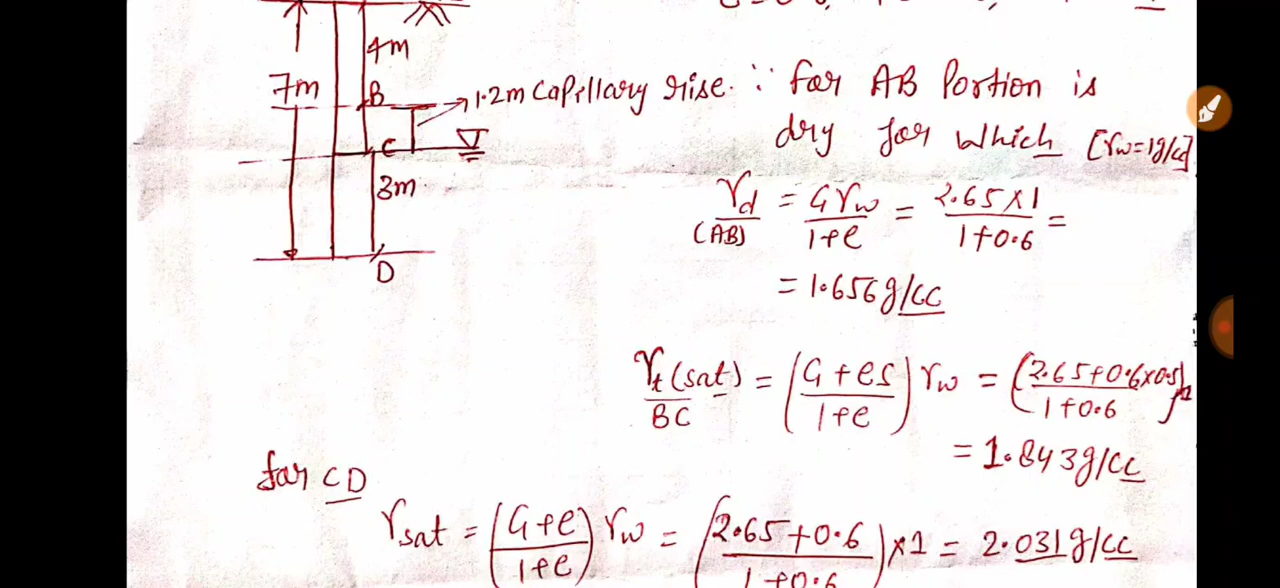 4m
7m
B
1.2m Capillary rise.
C
3m
D
∵ for AB Portion is
dry for which [γw=1g/cc]
γd (AB) = Gγw/1+e = 2.65×1/1+0.6 =
= 1.656g/cc
γt(sat) BC = (G+eS/1+e) γw = (2.65+0.6×0.5/1+0.6)
= 1.843g/cc
for CD
γsat = (G+e/1+e) γw = (2.65+0.6/1+0.6)×1 = 2.031g/cc